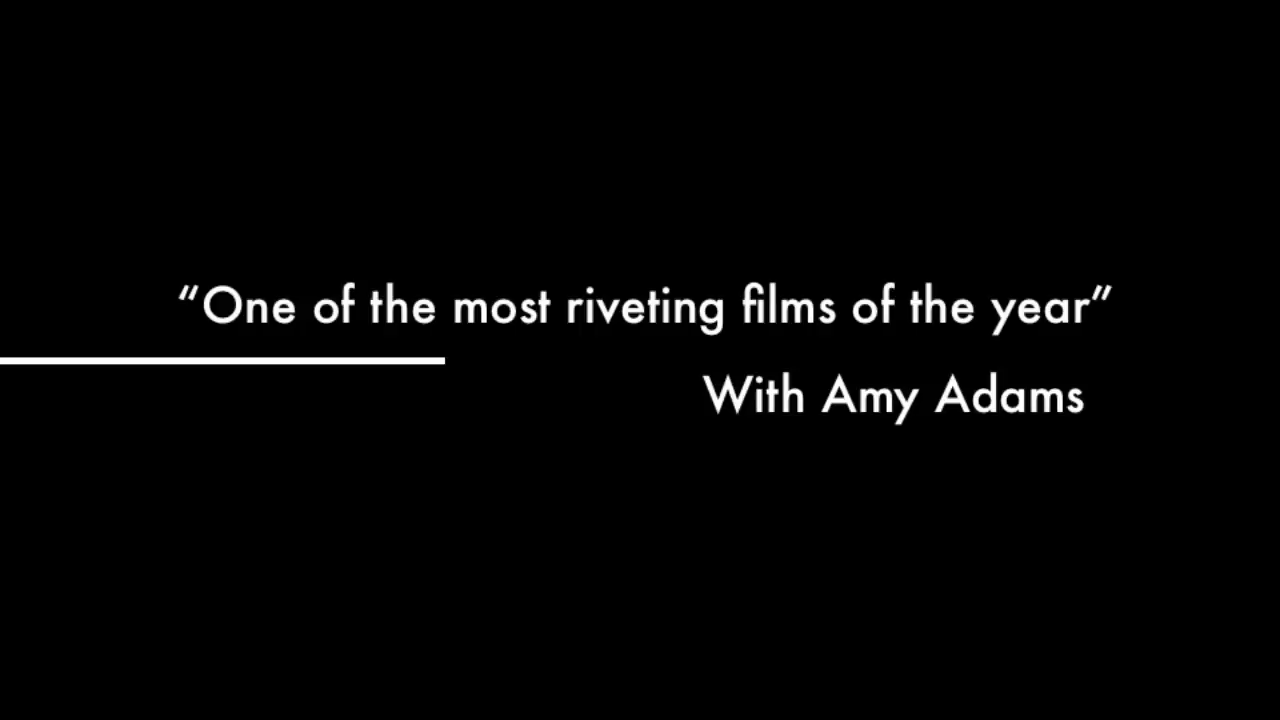 “One of the most riveting films of the year”
With Amy Adams